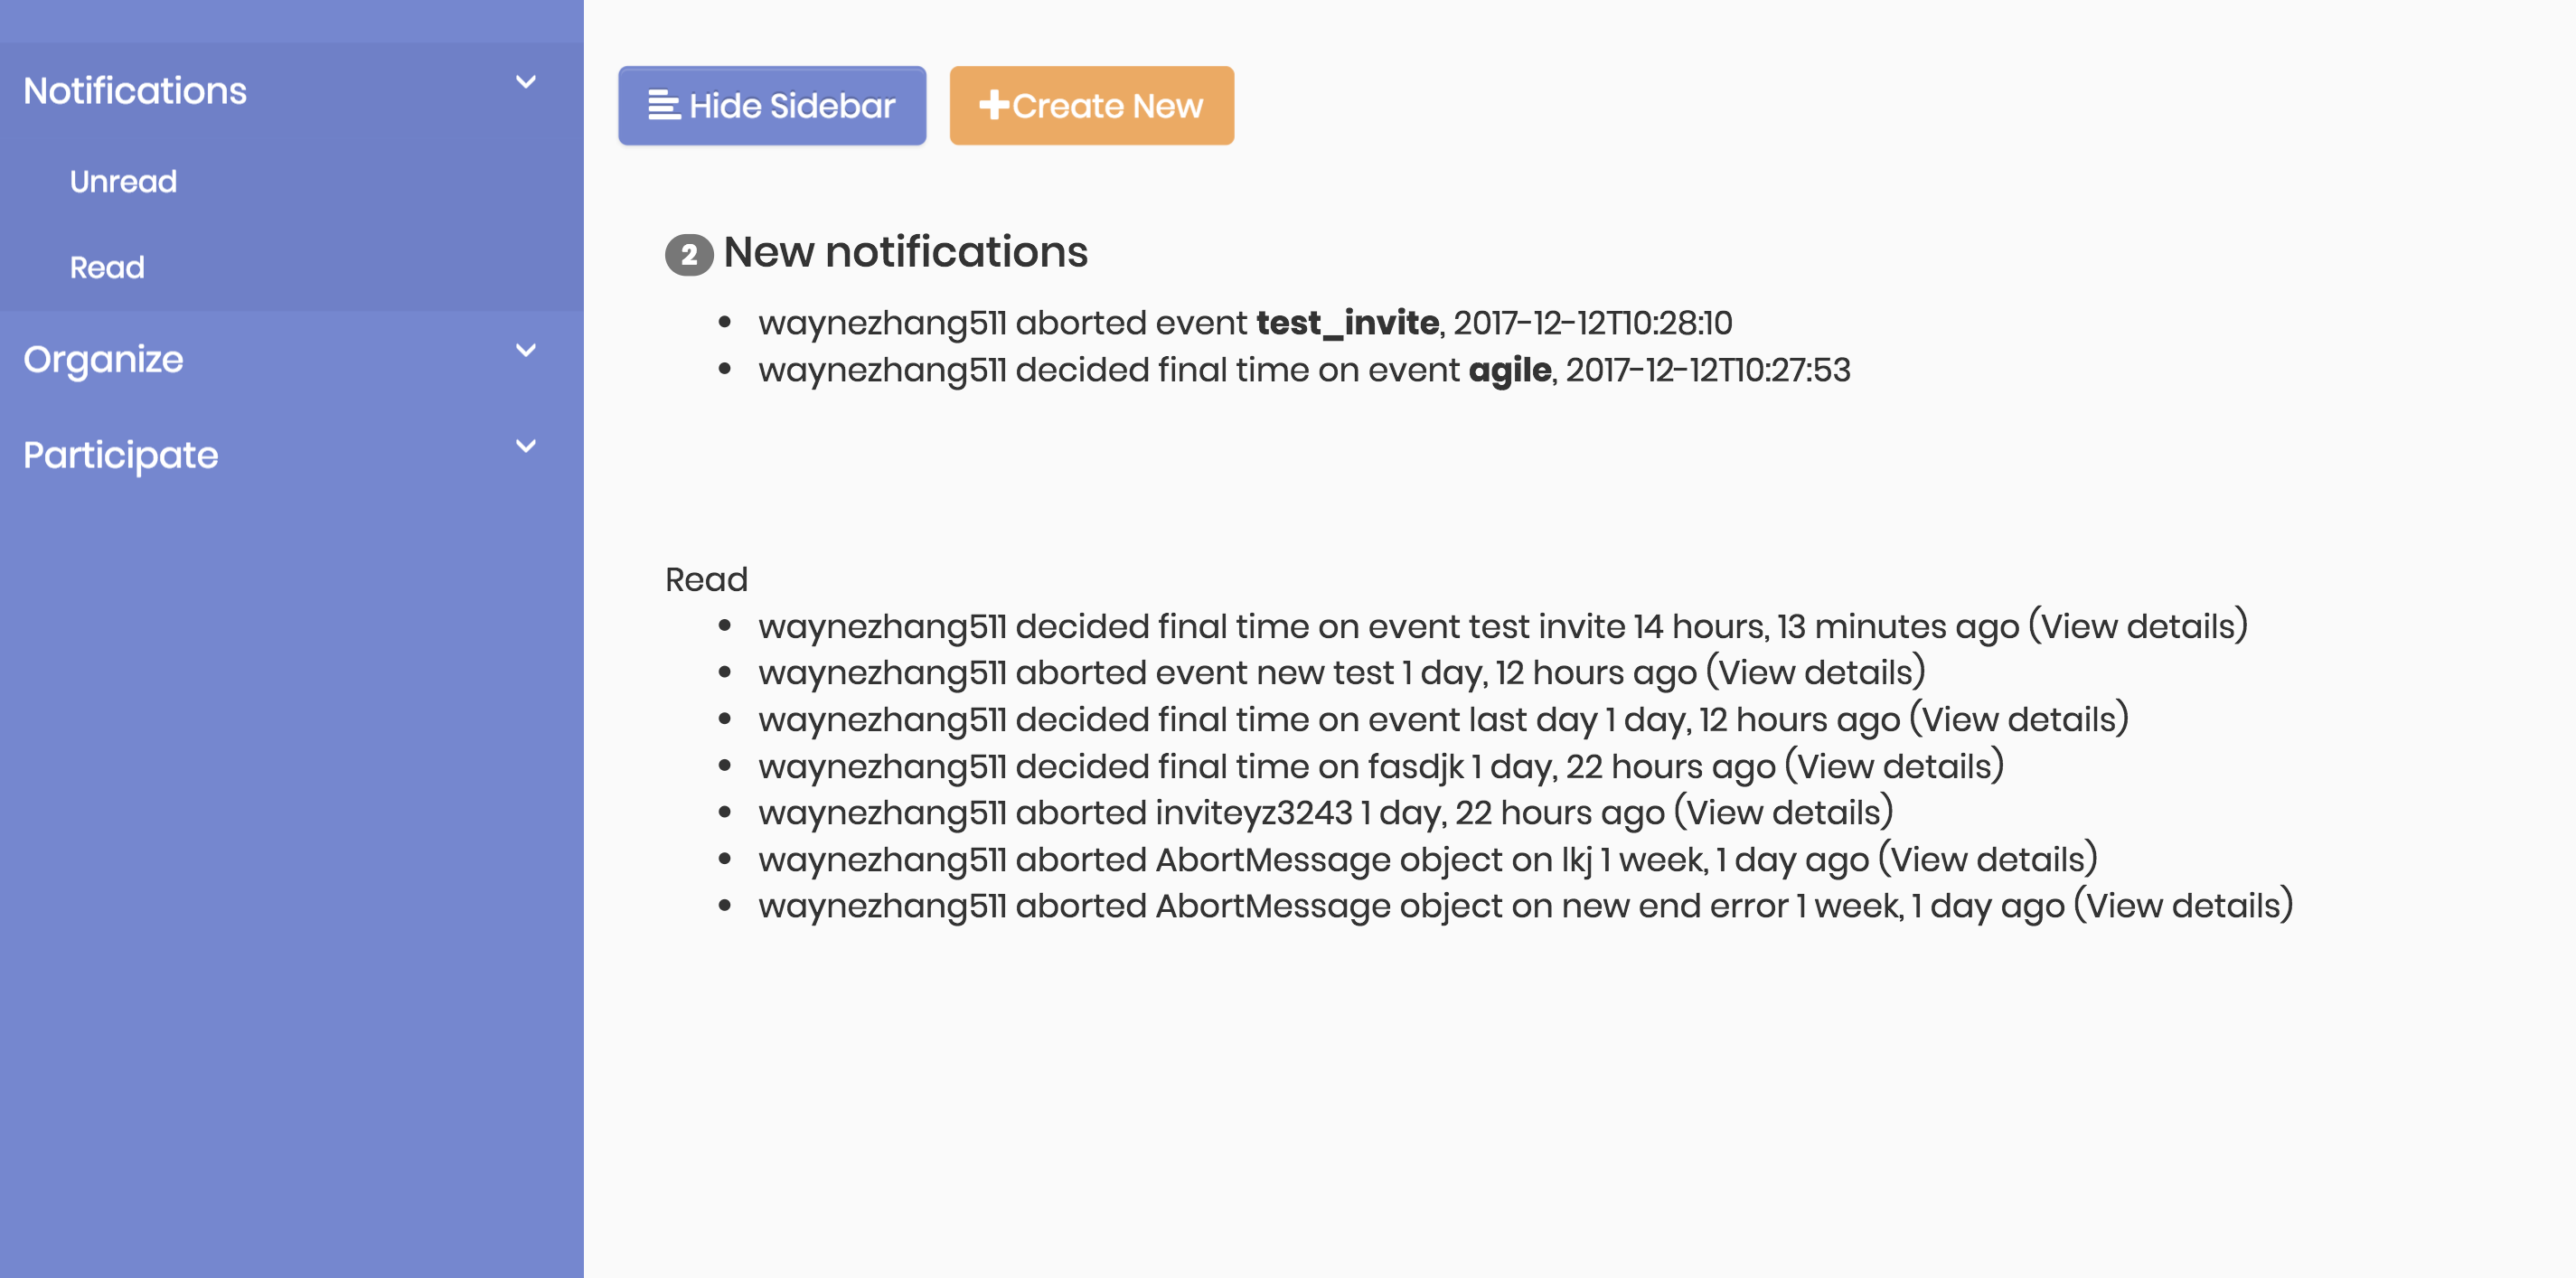 Notifications
Unread
Read
Organize
Participate
Hide Sidebar
Create New
2 New notifications
waynezhang511 aborted event test_invite, 2017-12-12T10:28:10
waynezhang511 decided final time on event agile, 2017-12-12T10:27:53
Read
waynezhang511 decided final time on event test invite 14 hours, 13 minutes ago (View details)
waynezhang511 aborted event new test 1 day, 12 hours ago (View details)
waynezhang511 decided final time on event last day 1 day, 12 hours ago (View details)
waynezhang511 decided final time on fasdjk 1 day, 22 hours ago (View details)
waynezhang511 aborted inviteyz3243 1 day, 22 hours ago (View details)
waynezhang511 aborted AbortMessage object on lkj 1 week, 1 day ago (View details)
waynezhang511 aborted AbortMessage object on new end error 1 week, 1 day ago (View details)